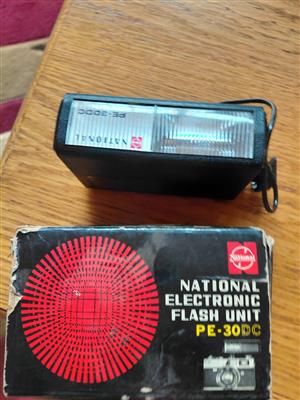 NATIONAL
PE-30DC
National
NATIONAL
ELECTRONIC
FLASH UNIT
PE-30DC